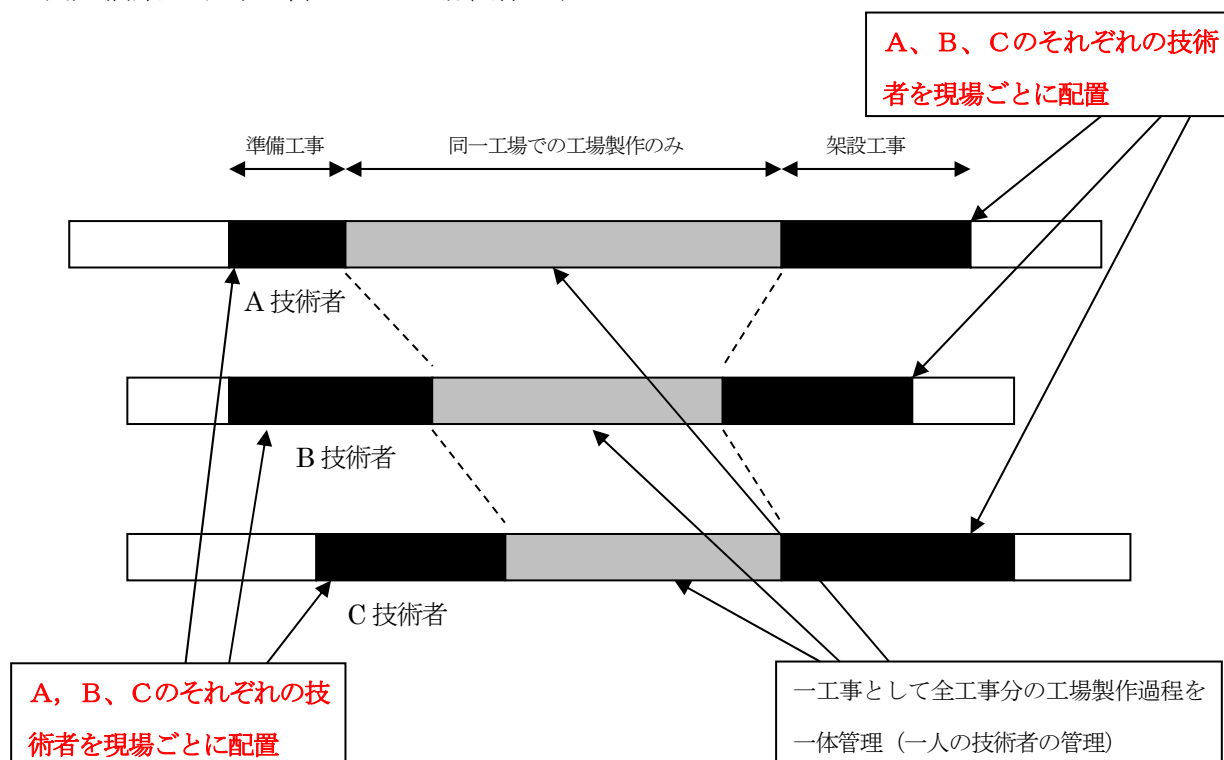 A、B、Cのそれぞれの技術
者を現場ごとに配置
準備工事
同一工場での工場製作のみ
架設工事
A 技術者
B 技術者
C 技術者
A,B、Cのそれぞれの技
術者を現場ごとに配置
一工事として全工事分の工場製作過程を
一体管理(一人の技術者の管理)